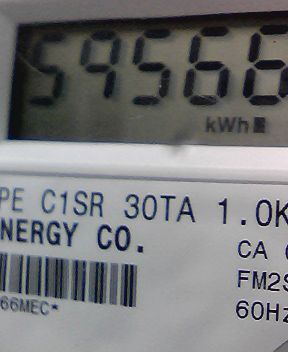 59566
kWh
PE C1SR 30TA 1.0K
NERGY CO.
CA
FM2S
66MEC*
60Hz